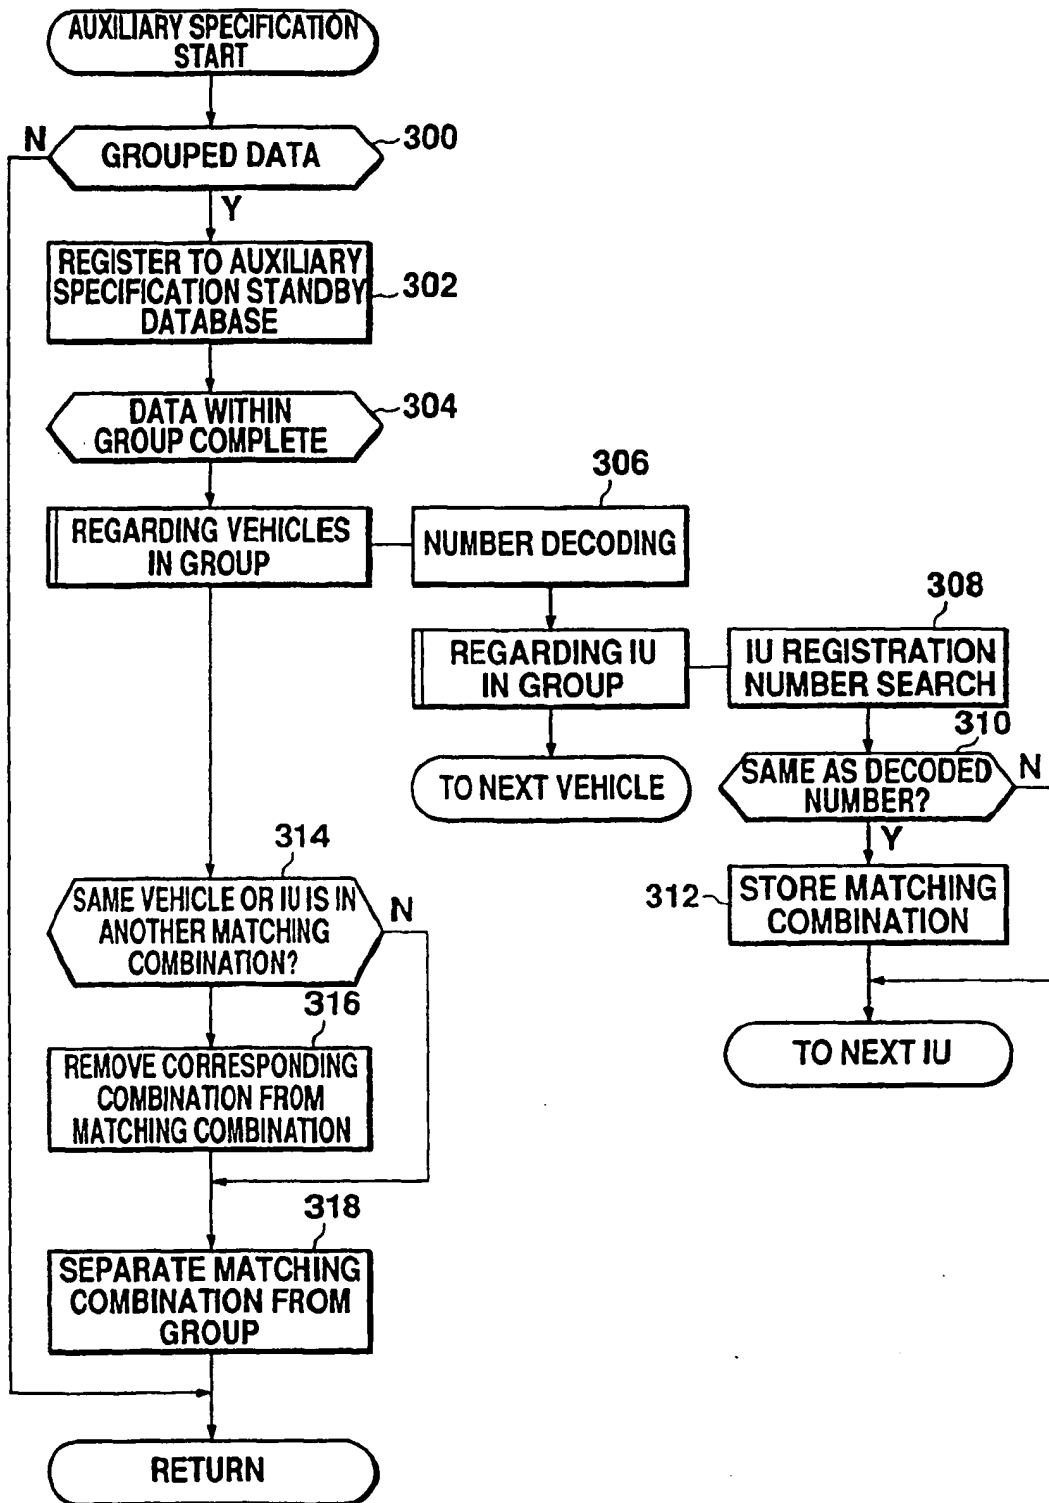 AUXILIARY SPECIFICATION
START
N
GROUPED DATA
300
Y
REGISTER TO AUXILIARY
SPECIFICATION STANDBY
DATABASE
302
DATA WITHIN
GROUP COMPLETE
304
REGARDING VEHICLES
IN GROUP
306
NUMBER DECODING
REGARDING IU
IN GROUP
308
IU REGISTRATION
NUMBER SEARCH
TO NEXT VEHICLE
310
SAME AS DECODED
NUMBER?
N
Y
312
STORE MATCHING
COMBINATION
TO NEXT IU
314
SAME VEHICLE OR IU IS IN
ANOTHER MATCHING
COMBINATION?
N
316
REMOVE CORRESPONDING
COMBINATION FROM
MATCHING COMBINATION
318
SEPARATE MATCHING
COMBINATION FROM
GROUP
RETURN